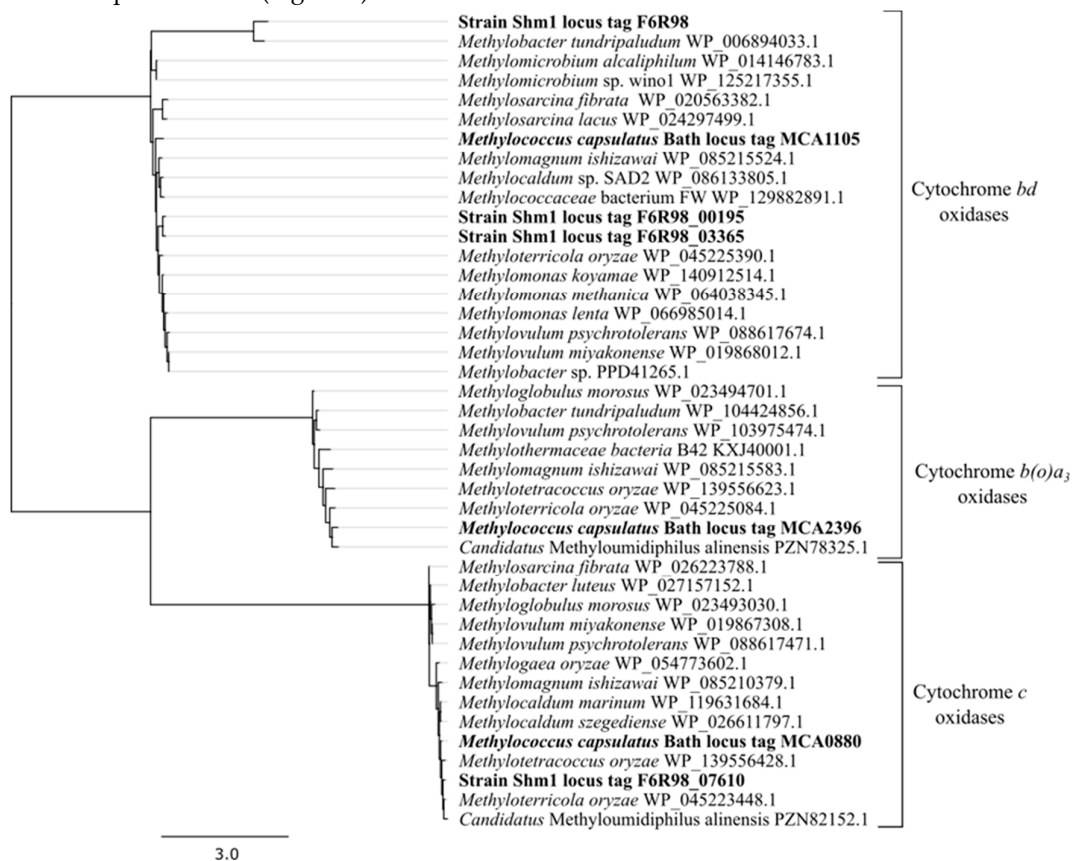 Strain Shm1 locus tag F6R98
Methylobacter tundripaludum WP_006894033.1
Methylomicrobium alcaliphilum WP_014146783.1
Methylomicrobium sp. wino1 WP_125217355.1
Methylosarcina fibrata WP_020563382.1
Methylosarcina lacus WP_024297499.1
Methylococcus capsulatus Bath locus tag MCA1105
Methylomagnum ishizawai WP_085215524.1
Methylocaldum sp. SAD2 WP_086133805.1
Methylococcaceae bacterium FW WP_129882891.1
Strain Shm1 locus tag F6R98_00195
Strain Shm1 locus tag F6R98_03365
Methyloterricola oryzae WP_045225390.1
Methylomonas koyamae WP_140912514.1
Methylomonas methanica WP_064038345.1
Methylomonas lenta WP_066985014.1
Methylovulum psychrotolerans WP_088617674.1
Methylovulum miyakonense WP_019868012.1
Methylobacter sp. PPD41265.1
Cytochrome bd
oxidases
Methyloglobulus morosus WP_023494701.1
Methylobacter tundripaludum WP_104424856.1
Methylovulum psychrotolerans WP_103975474.1
Methylothermaceae bacteria B42 KXJ40001.1
Methylomagnum ishizawai WP_085215583.1
Methylotetracoccus oryzae WP_139556623.1
Methyloterricola oryzae WP_045225084.1
Methylococcus capsulatus Bath locus tag MCA2396
Candidatus Methyloumidiphilus alinensis PZN78325.1
Cytochrome b(o)a3
oxidases
Methylosarcina fibrata WP_026223788.1
Methylobacter luteus WP_027157152.1
Methyloglobulus morosus WP_023493030.1
Methylovulum miyakonense WP_019867308.1
Methylovulum psychrotolerans WP_088617471.1
Methylogaea oryzae WP_054773602.1
Methylomagnum ishizawai WP_085210379.1
Methylocaldum marinum WP_119631684.1
Methylocaldum szegediense WP_026611797.1
Methylococcus capsulatus Bath locus tag MCA0880
Methylotetracoccus oryzae WP_139556428.1
Strain Shm1 locus tag F6R98_07610
Methyloterricola oryzae WP_045223448.1
Candidatus Methyloumidiphilus alinensis PZN82152.1
Cytochrome c
oxidases
3.0